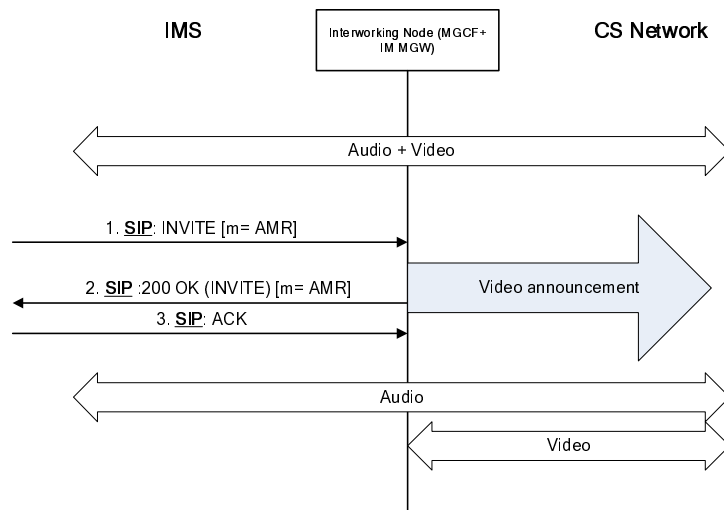 IMS
Interworking Node (MGCF+
IM MGW)
CS Network
Audio + Video
1. SIP: INVITE [m= AMR]
2. SIP :200 OK (INVITE) [m= AMR]
Video announcement
3. SIP: ACK
Audio
Video